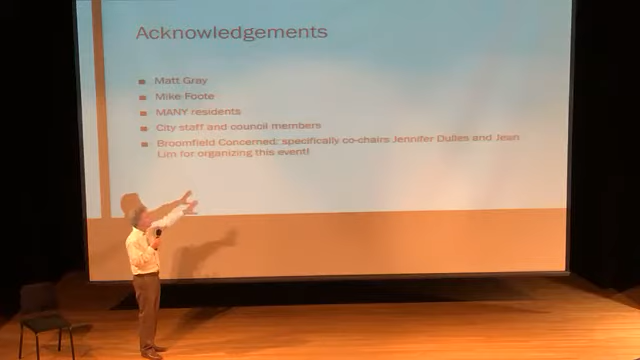 Acknowledgements
Matt Gray
Mike Foote
MANY residents
City staff and council members
Broomfield Concerned: specifically co-chairs Jennifer Dulles and Jean
Lim for organizing this event!